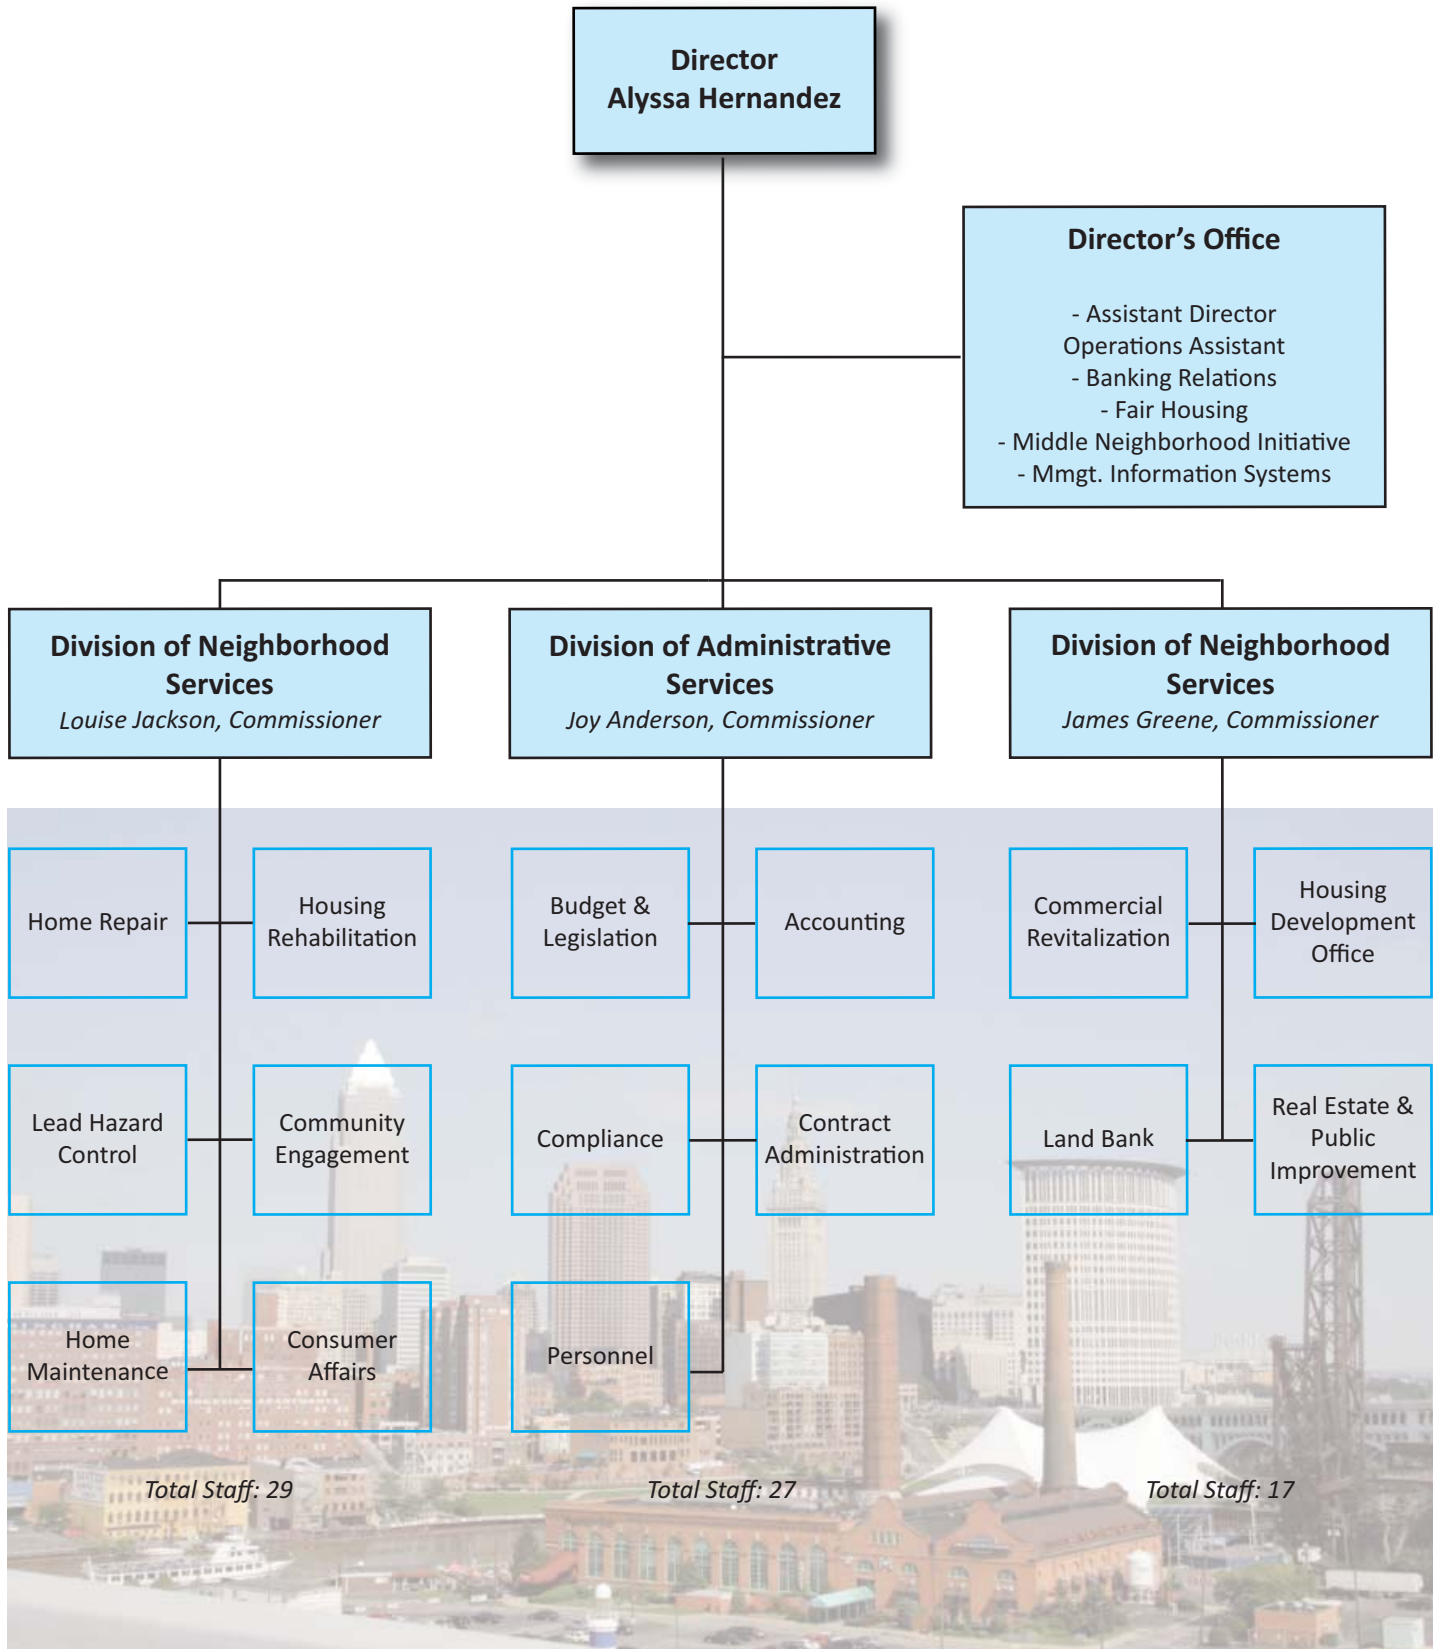 Director
Alyssa Hernandez
Director’s Office
- Assistant Director
Operations Assistant
- Banking Relations
- Fair Housing
- Middle Neighborhood Initiative
- Mmgt. Information Systems
Division of Neighborhood
Services
Louise Jackson, Commissioner
Division of Administrative
Services
Joy Anderson, Commissioner
Division of Neighborhood
Services
James Greene, Commissioner
Home Repair
Housing
Rehabilitation
Lead Hazard
Control
Community
Engagement
Home
Maintenance
Consumer
Affairs
Total Staff: 29
Budget &
Legislation
Accounting
Compliance
Contract
Administration
Personnel
Total Staff: 27
Commercial
Revitalization
Housing
Development
Office
Land Bank
Real Estate &
Public
Improvement
Total Staff: 17